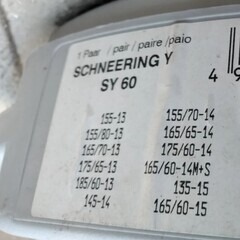 1 Paar / pair / paire / paio
SCHNEERING Y
SY 60
4
155-13 155/70-14
155/80-13 165/65-14
165/70-13 175/60-14
175/65-13 165/60-14M+S
185/60-13 135-15
145-14 165/60-15